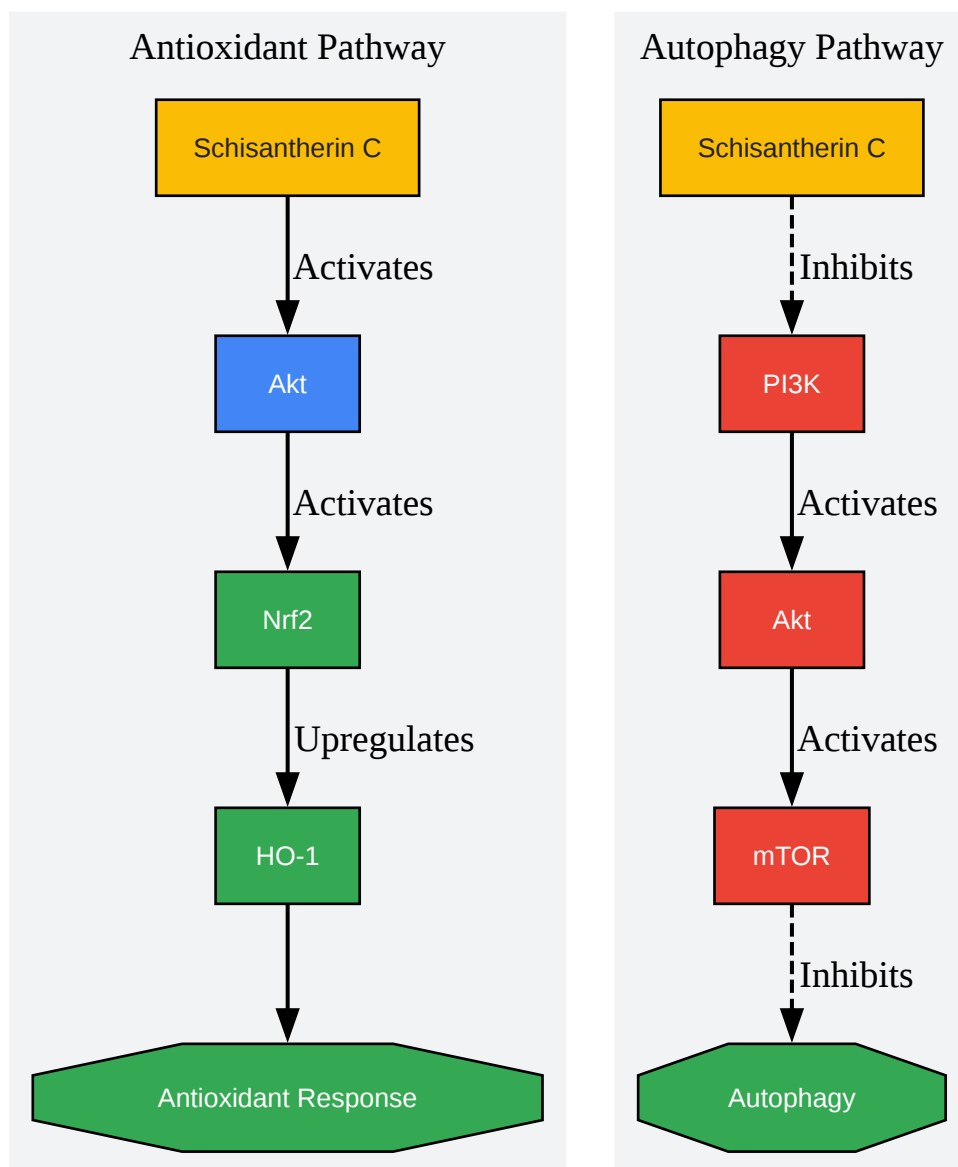 Antioxidant Pathway
Schisantherin C
Activates
Akt
Activates
Nrf2
Upregulates
HO-1
Antioxidant Response
Autophagy Pathway
Schisantherin C
Inhibits
PI3K
Activates
Akt
Activates
mTOR
Inhibits
Autophagy